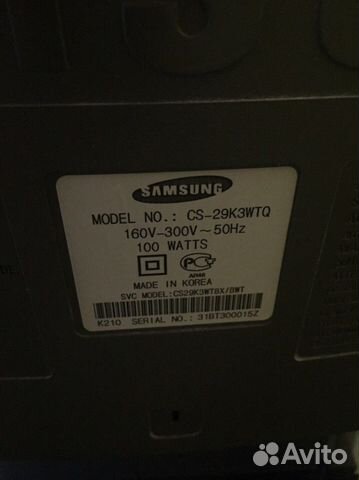 SAMSUNG
MODEL NO.: CS-29K3WTQ
160V-300V~50Hz
100 WATTS
АЯ46
MADE IN KOREA
SVC MODEL:CS29K3WT8X/BWT
K210 SERIAL NO.: 31BT300015Z
Avito